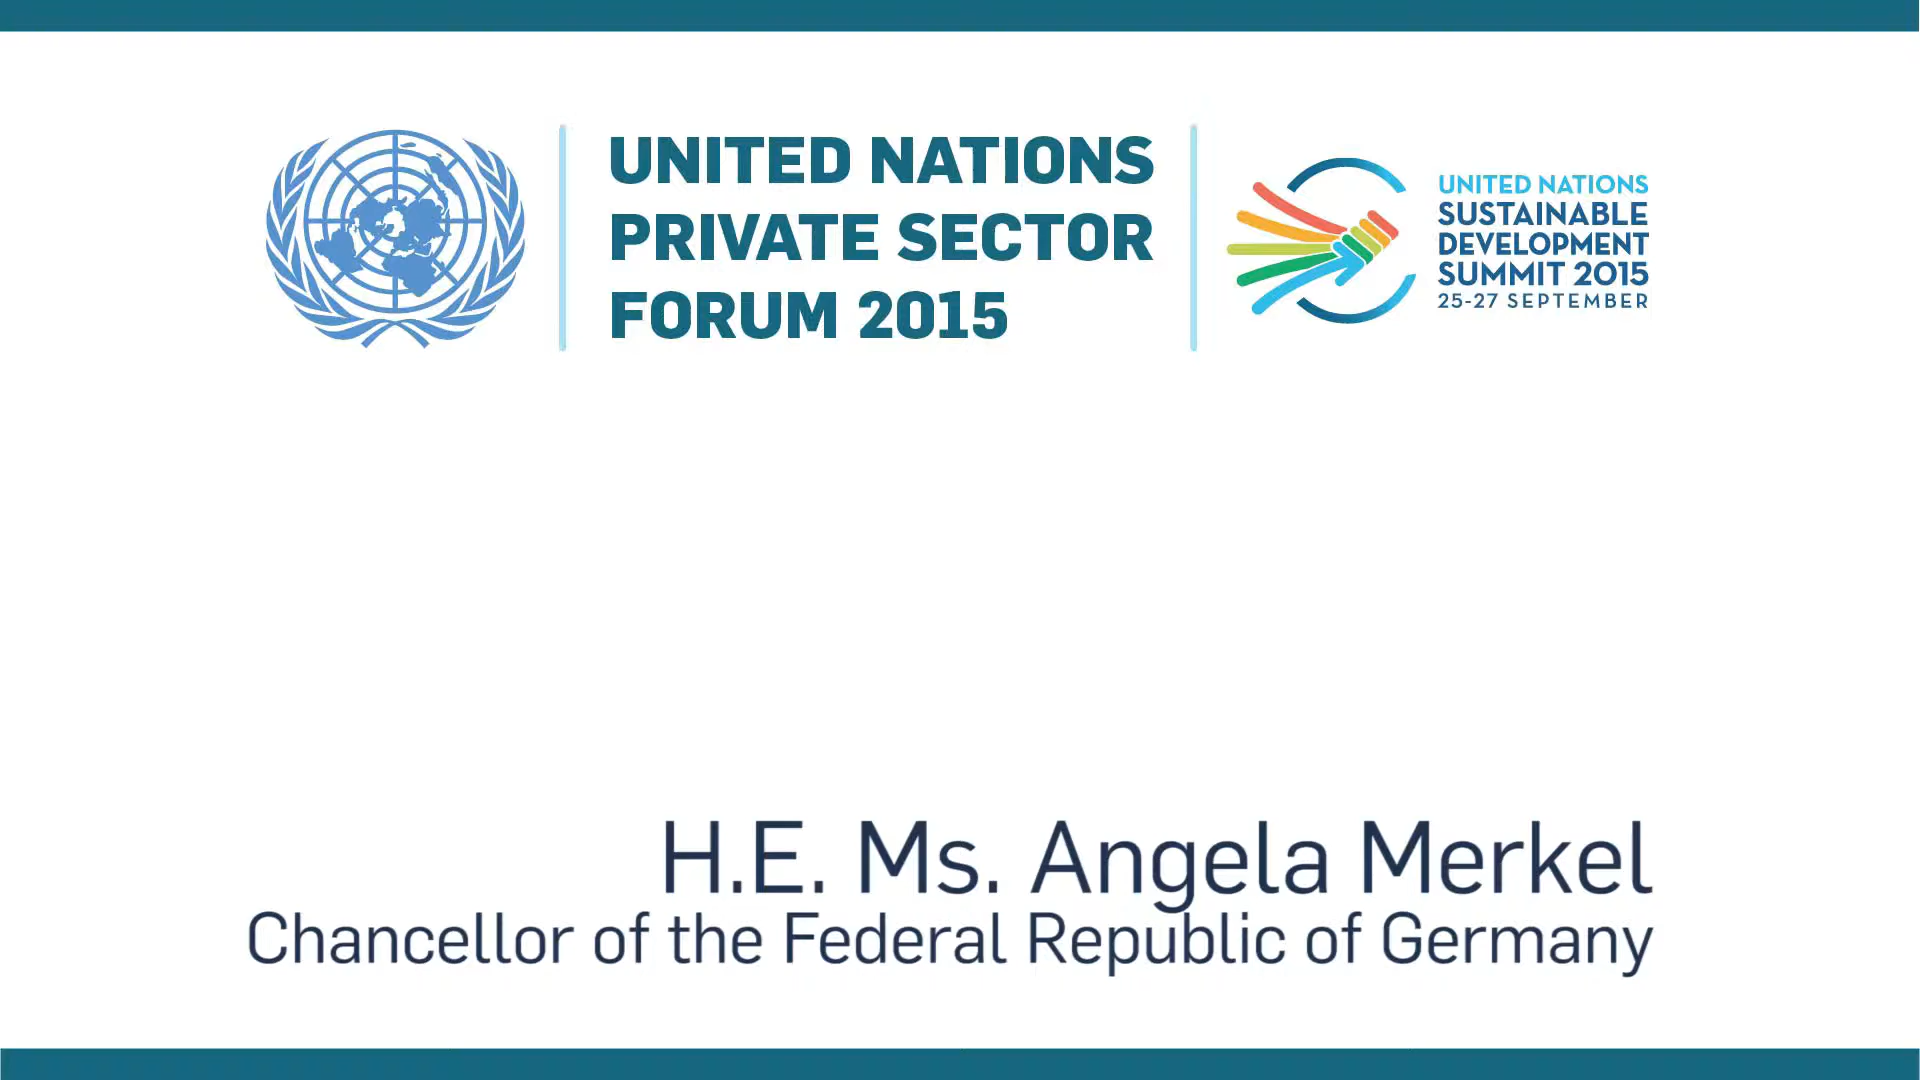 UNITED NATIONS
PRIVATE SECTOR
FORUM 2015
UNITED NATIONS
SUSTAINABLE
DEVELOPMENT
SUMMIT 2015
25-27 SEPTEMBER
H.E. Ms. Angela Merkel
Chancellor of the Federal Republic of Germany